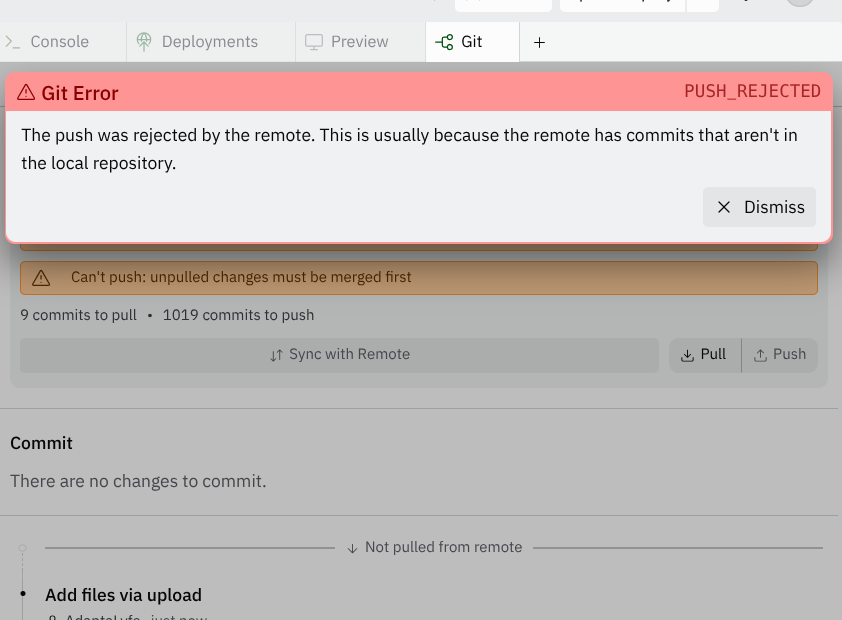 Console
Deployments
Preview
Git
Git Error
PUSH_REJECTED
The push was rejected by the remote. This is usually because the remote has commits that aren't in
the local repository.
Dismiss
Can't push: unpulled changes must be merged first
9 commits to pull • 1019 commits to push
Sync with Remote
Pull
Push
Commit
There are no changes to commit.
Not pulled from remote
Add files via upload
just now